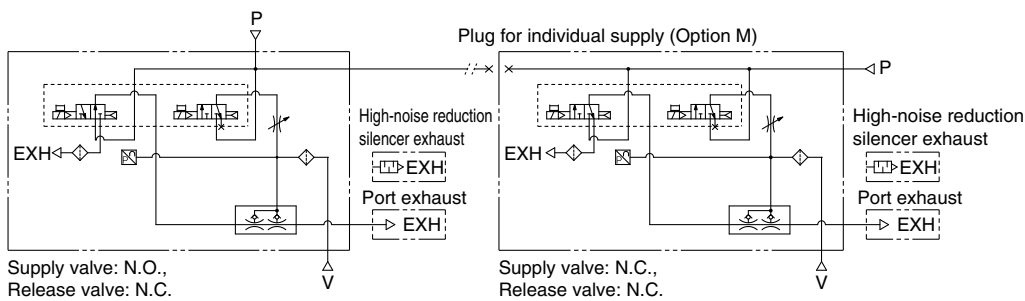 P
Plug for individual supply (Option M)
P
High-noise reduction
silencer exhaust
EXH
EXH
Port exhaust
EXH
V
Supply valve: N.O.,
Release valve: N.C.
High-noise reduction
silencer exhaust
EXH
EXH
Port exhaust
EXH
V
Supply valve: N.C.,
Release valve: N.C.